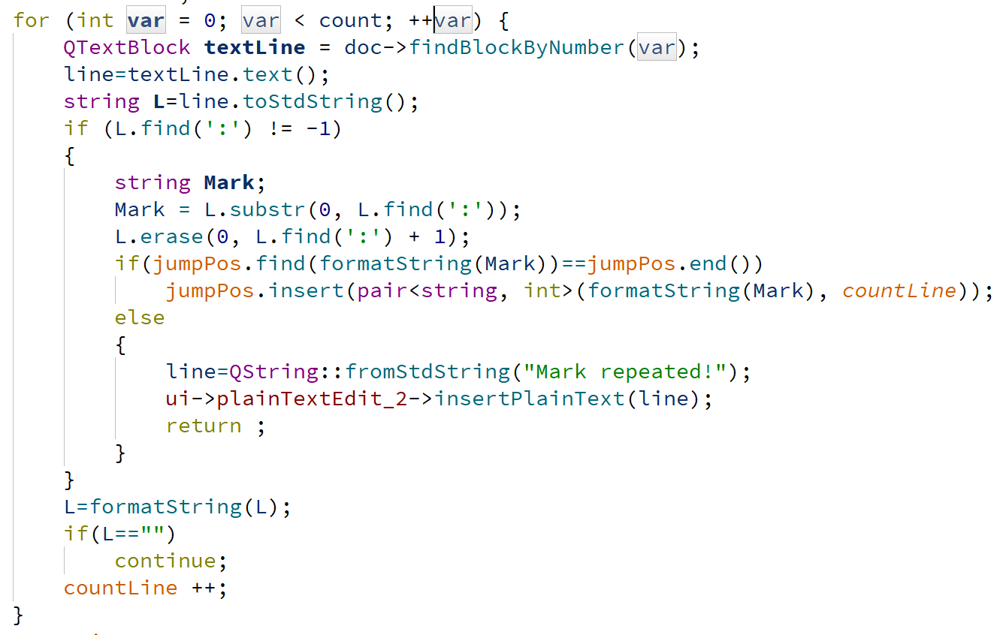 for (int var = 0; var < count; ++var) {
    QTextBlock textLine = doc->findBlockByNumber(var);
    line=textLine.text();
    string L=line.toStdString();
    if (L.find(':') != -1)
    {
        string Mark;
        Mark = L.substr(0, L.find(':'));
        L.erase(0, L.find(':') + 1);
        if(jumpPos.find(formatString(Mark))==jumpPos.end())
            jumpPos.insert(pair<string, int>(formatString(Mark), countLine));
        else
        {
            line=QString::fromStdString("Mark repeated!");
            ui->plainTextEdit_2->insertPlainText(line);
            return ;
        }
    }
    L=formatString(L);
    if(L=="")
        continue;
    countLine ++;
}